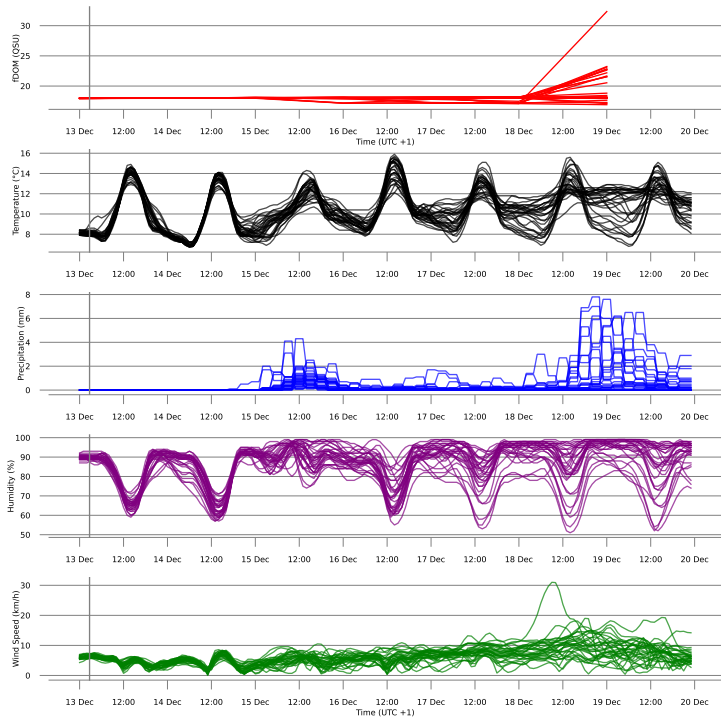 30
25
20
fDOM (QSU)
13 Dec 12:00 14 Dec 12:00 15 Dec 12:00 16 Dec 12:00 17 Dec 12:00 18 Dec 12:00 19 Dec 12:00 20 Dec
Time (UTC +1)
16
14
12
10
8
Temperature (°C)
13 Dec 12:00 14 Dec 12:00 15 Dec 12:00 16 Dec 12:00 17 Dec 12:00 18 Dec 12:00 19 Dec 12:00 20 Dec
8
6
4
2
0
Precipitation (mm)
13 Dec 12:00 14 Dec 12:00 15 Dec 12:00 16 Dec 12:00 17 Dec 12:00 18 Dec 12:00 19 Dec 12:00 20 Dec
100
90
80
70
60
50
Humidity (%)
13 Dec 12:00 14 Dec 12:00 15 Dec 12:00 16 Dec 12:00 17 Dec 12:00 18 Dec 12:00 19 Dec 12:00 20 Dec
30
20
10
0
Wind Speed (km/h)
13 Dec 12:00 14 Dec 12:00 15 Dec 12:00 16 Dec 12:00 17 Dec 12:00 18 Dec 12:00 19 Dec 12:00 20 Dec
Time (UTC +1)